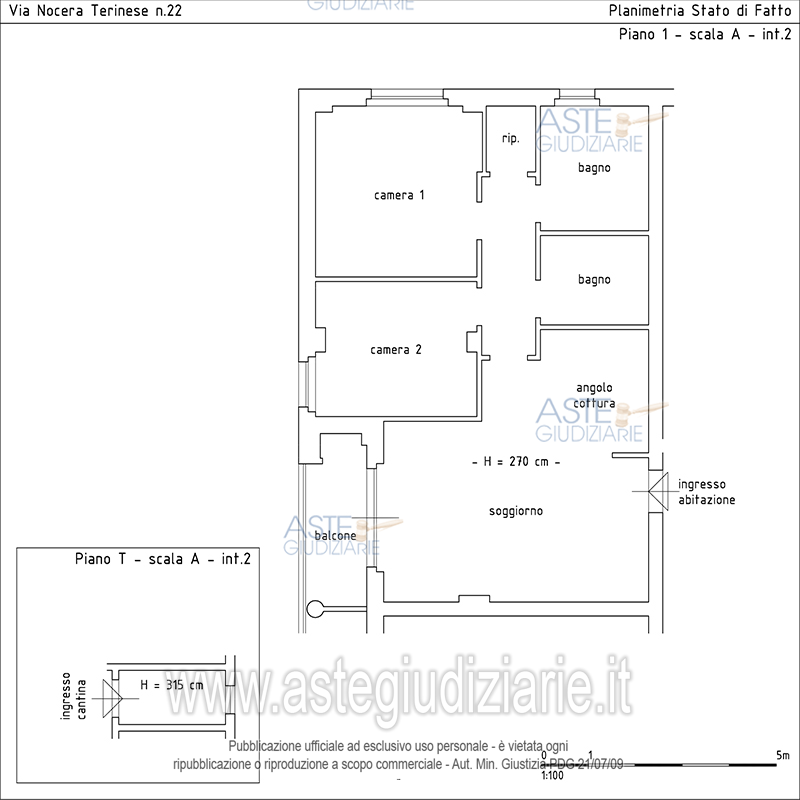 ASTE
GIUDIZIARIE
Via Nocera Terinese n.22
Planimetria Stato di Fatto
Piano 1 - scala A - int.2
ASTE
GIUDIZIARIE
rip.
bagno
camera 1
bagno
camera 2
angolo
cottura
ASTE
GIUDIZIARIE
- H = 270 cm -
ingresso
abitazione
soggiorno
ASTE
GIUDIZIARIE
balcone
Piano T - scala A - int.2
ingresso
cantina
H = 315 cm
www.astegiudiziarie.it
Pubblicazione ufficiale ad esclusivo uso personale - è vietata ogni
ripubblicazione o riproduzione a scopo commerciale - Aut. Min. Giustizia PDG 21/07/09
0 1 5m
1:100